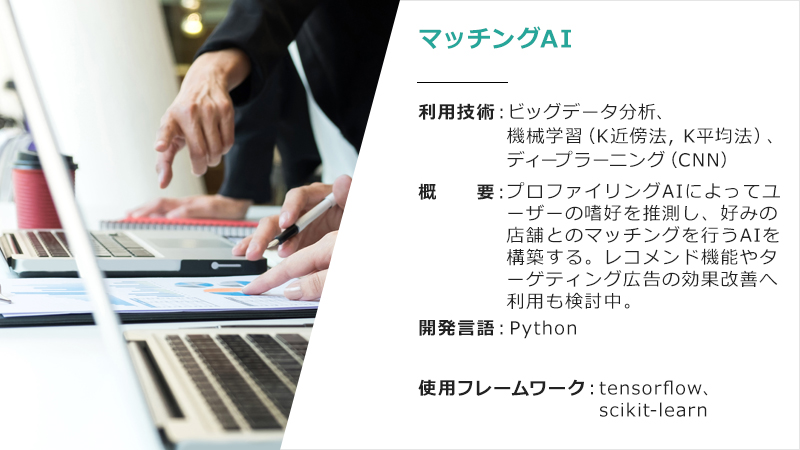 マッチングAI
利用技術：ビッグデータ分析、
機械学習（K近傍法, K平均法）、
ディープラーニング（CNN）
概　　要：プロファイリングAIによってユ
ーザーの嗜好を推測し、好みの
店舗とのマッチングを行うAIを
構築する。レコメンド機能やタ
ーゲティング広告の効果改善へ
利用も検討中。
開発言語：Python
使用フレームワーク：tensorflow、
scikit-learn